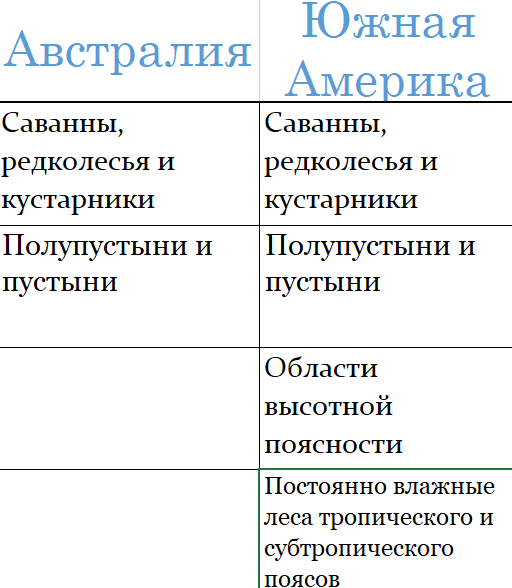 Австралия
Южная
Америка
Саванны,
редколесья и
кустарники
Саванны,
редколесья и
кустарники
Полупустыни и
пустыни
Полупустыни и
пустыни
Области
высотной
поясности
Постоянно влажные
леса тропического и
субтропического
поясов